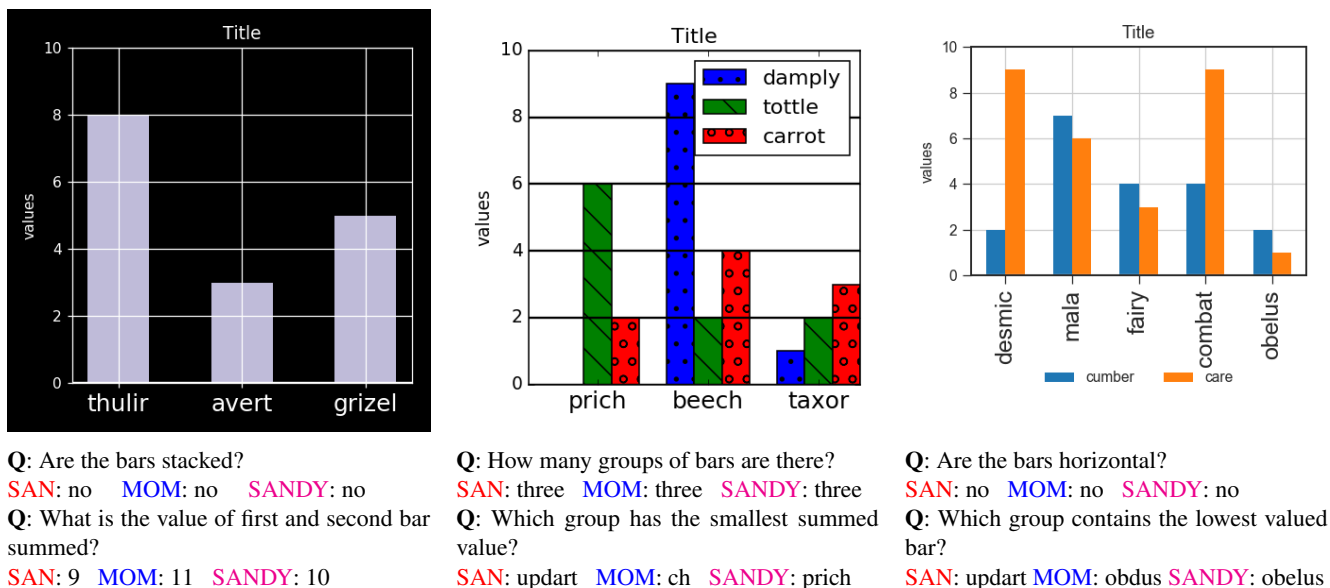 Title
10
8
6
4
2
0
values
thulir avert grizel
Title
10
8
6
4
2
0
values
damply
tottle
carrot
prich beech taxor
Title
10
8
6
4
2
0
values
desmic mala fairy combat obelus
cumber care
Q: Are the bars stacked?
SAN: no MOM: no SANDY: no
Q: What is the value of first and second bar
summed?
SAN: 9 MOM: 11 SANDY: 10
Q: How many groups of bars are there?
SAN: three MOM: three SANDY: three
Q: Which group has the smallest summed
value?
SAN: updart MOM: ch SANDY: prich
Q: Are the bars horizontal?
SAN: no MOM: no SANDY: no
Q: Which group contains the lowest valued
bar?
SAN: updart MOM: obdus SANDY: obelus